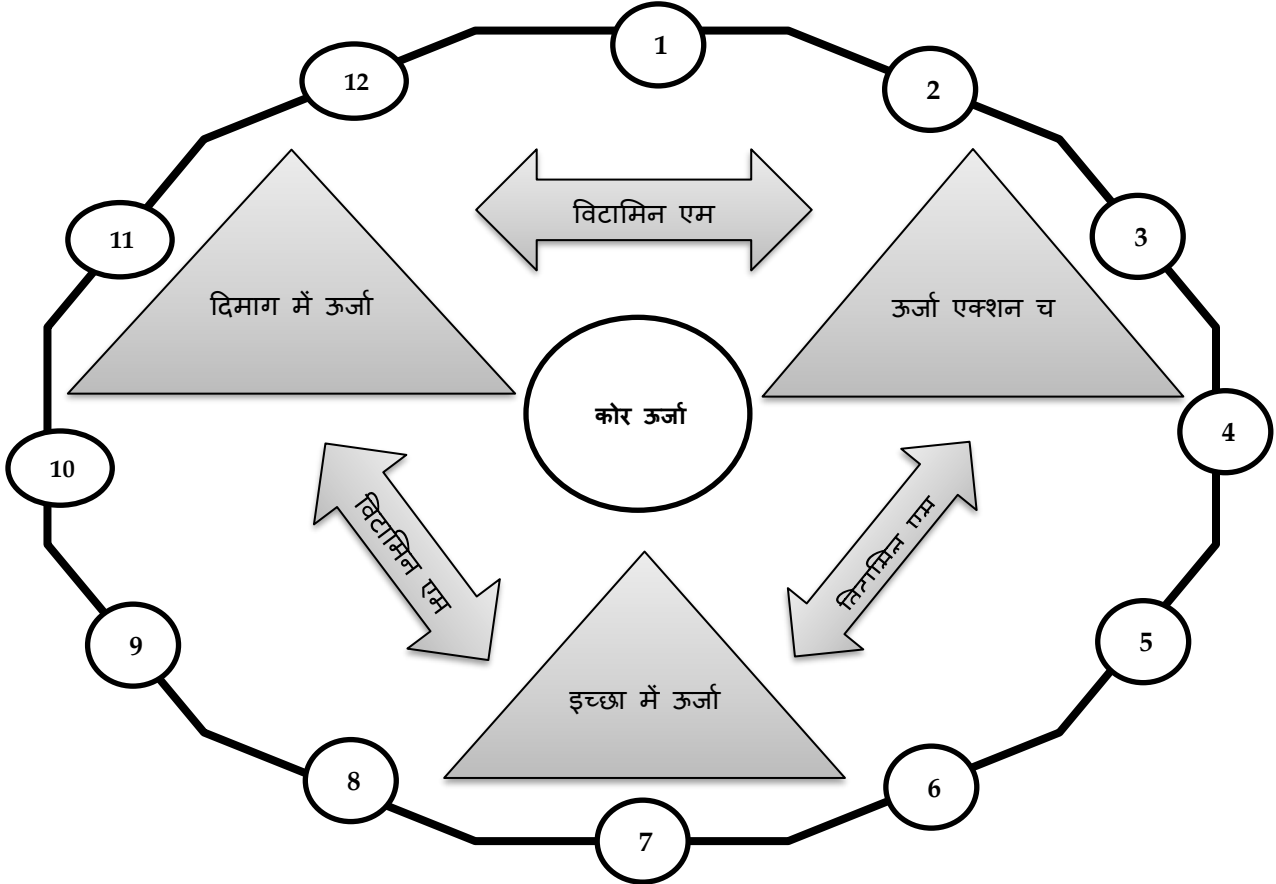 1
2
12
विटामिन एम
3
11
दिमाग में ऊर्जा
ऊर्जा एक्शन च
कोर ऊर्जा
4
10
विटामिन एम
विटामिन एम
5
9
इच्छा में ऊर्जा
8
6
7